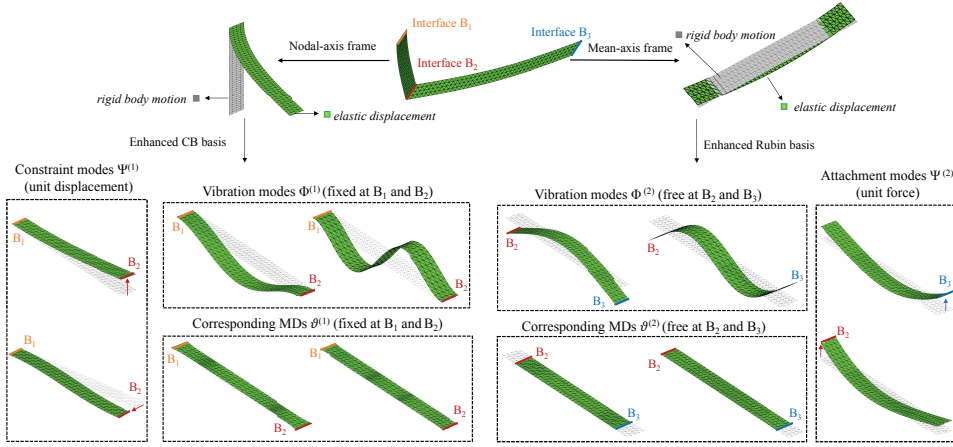 Interface B₁
Interface B₃
Nodal-axis frame
Mean-axis frame
rigid body motion
Interface B₂
rigid body motion
elastic displacement
elastic displacement
Enhanced CB basis
Enhanced Rubin basis
Constraint modes Ψ⁽¹⁾
(unit displacement)
B₁
B₂
B₁
B₂
Vibration modes Φ⁽¹⁾ (fixed at B₁ and B₂)
B₁
B₂
B₁
B₂
Corresponding MDs ϑ⁽¹⁾ (fixed at B₁ and B₂)
B₁
B₂
B₁
B₂
Vibration modes Φ⁽²⁾ (free at B₂ and B₃)
B₂
B₃
B₂
B₃
Corresponding MDs ϑ⁽²⁾ (free at B₂ and B₃)
B₂
B₃
B₂
B₃
Attachment modes Ψ⁽²⁾
(unit force)
B₃
B₂